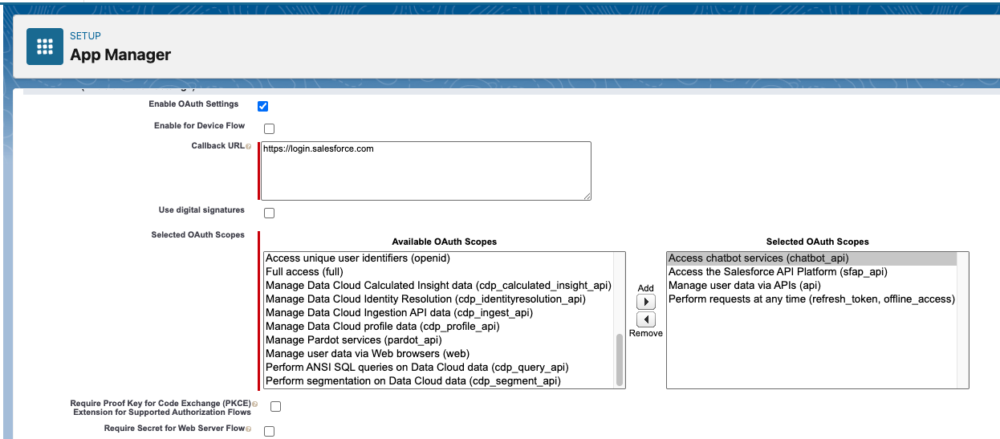 SETUP
App Manager
Enable OAuth Settings
Enable for Device Flow
Callback URL
https://login.salesforce.com
Use digital signatures
Selected OAuth Scopes
Available OAuth Scopes
Access unique user identifiers (openid)
Full access (full)
Manage Data Cloud Calculated Insight data (cdp_calculated_insight_api)
Manage Data Cloud Identity Resolution (cdp_identityresolution_api)
Manage Data Cloud Ingestion API data (cdp_ingest_api)
Manage Data Cloud profile data (cdp_profile_api)
Manage Pardot services (pardot_api)
Manage user data via Web browsers (web)
Perform ANSI SQL queries on Data Cloud data (cdp_query_api)
Perform segmentation on Data Cloud data (cdp_segment_api)
Add
Remove
Selected OAuth Scopes
Access chatbot services (chatbot_api)
Access the Salesforce API Platform (sfap_api)
Manage user data via APIs (api)
Perform requests at any time (refresh_token, offline_access)
Require Proof Key for Code Exchange (PKCE)
Extension for Supported Authorization Flows
Require Secret for Web Server Flow